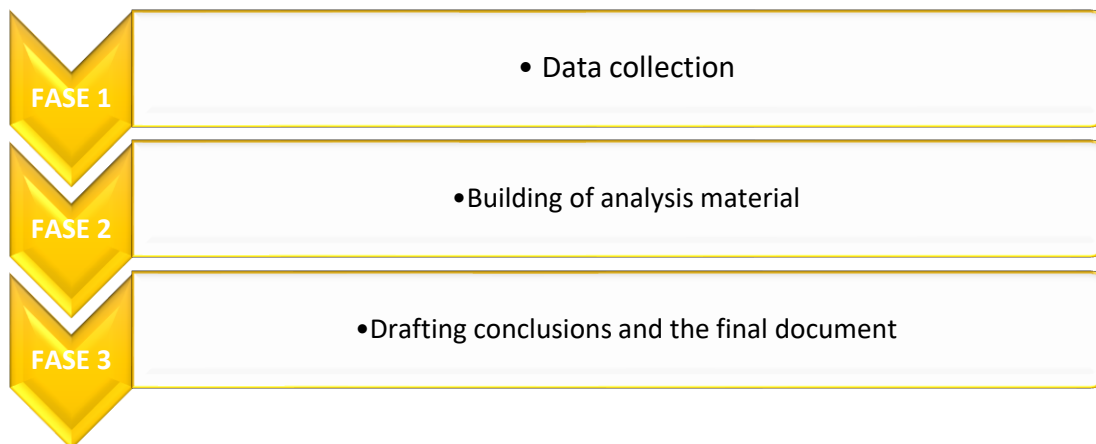 FASE 1
• Data collection
FASE 2
•Building of analysis material
FASE 3
•Drafting conclusions and the final document